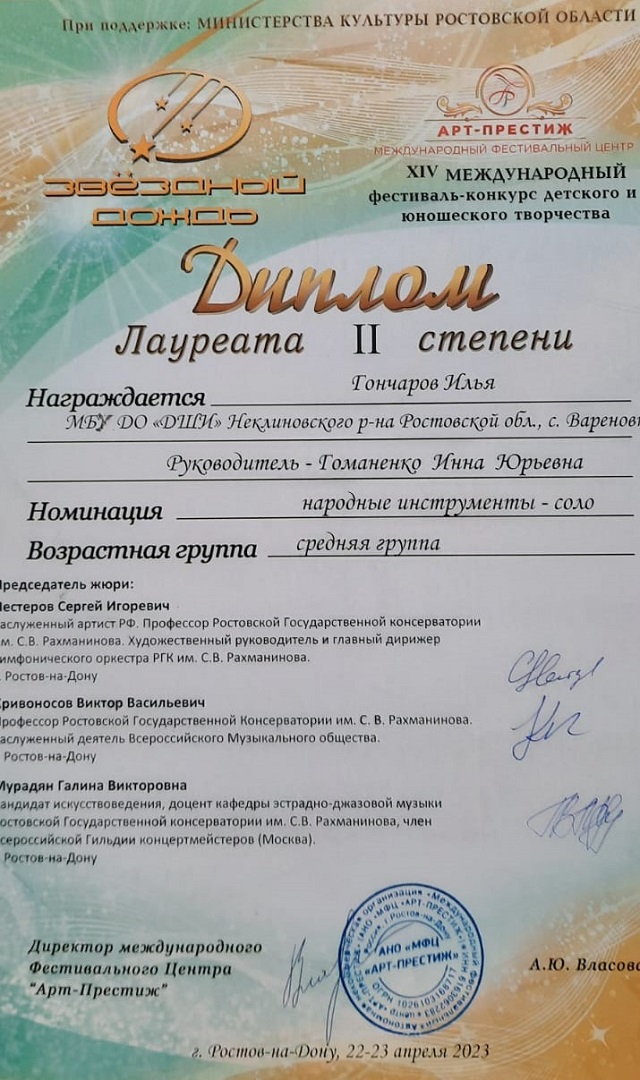 При поддержке: МИНИСТЕРСТВА КУЛЬТУРЫ РОСТОВСКОЙ ОБЛАСТИ
ЗВЁЗДНЫЙ
ДОЖДЬ
АРТ-ПРЕСТИЖ
МЕЖДУНАРОДНЫЙ ФЕСТИВАЛЬНЫЙ ЦЕНТР
XIV МЕЖДУНАРОДНЫЙ
фестиваль-конкурс детского и
юношеского творчества
Диплом
Лауреата II степени
Награждается Гончаров Илья
МБУ ДО «ДШИ» Неклиновского р-на Ростовской обл., с. Варенов
Руководитель - Гоманенко Инна Юрьевна
Номинация народные инструменты - соло
Возрастная группа средняя группа
редседатель жюри:
естеров Сергей Игоревич
аслуженный артист РФ. Профессор Ростовской Государственной консерватории
м. С.В. Рахманинова. Художественный руководитель и главный дирижер
имфонического оркестра РГК им. С.В. Рахманинова.
Ростов-на-Дону
ривоносов Виктор Васильевич
рофессор Ростовской Государственной Консерватории им. С. В. Рахманинова.
аслуженный деятель Всероссийского Музыкального общества.
Ростов-на-Дону
Мурадян Галина Викторовна
андидат искусствоведения, доцент кафедры эстрадно-джазовой музыки
остовской Государственной консерватории им. С.В. Рахманинова, член
сероссийской Гильдии концертмейстеров (Москва).
Ростов-на-Дону
Директор международного
Фестивального Центра
"Арт-Престиж"
АНО «МФЦ
«АРТ-ПРЕСТИЖ»
А.Ю. Власова
г. Ростов-на-Дону, 22-23 апреля 2023